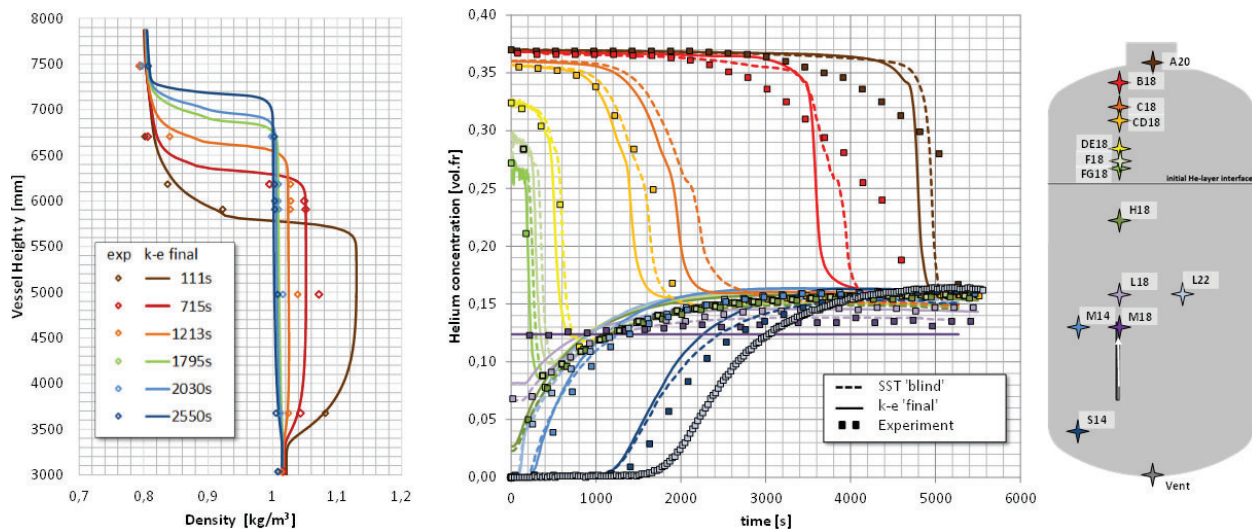 8000
7500
7000
6500
6000
5500
5000
4500
4000
3500
3000
Vessel Height y [mm]
exp k-e final
111s
715s
1213s
1795s
2030s
2550s
0,7 0,8 0,9 1 1,1 1,2
Density [kg/m³]
0,40
0,35
0,30
0,25
0,20
0,15
0,10
0,05
0,00
Helium concentration [vol.fr]
SST 'blind'
k-e 'final'
Experiment
0 1000 2000 3000 4000 5000 6000
time [s]
A20
B18
C18
CD18
DE18
F18
FG18
initial He-layer interface
H18
L18 L22
M14 M18
S14
Vent